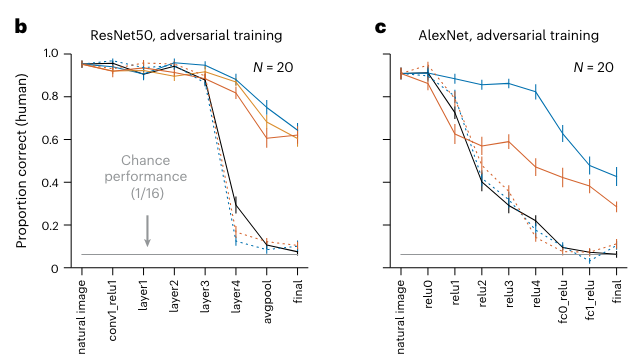 b
ResNet50, adversarial training
N = 20
Proportion correct (human)
1.0
0.8
0.6
0.4
0.2
0
Chance
performance
(1/16)
natural image
conv1_relu1
layer1
layer2
layer3
layer4
avgpool
final
c
AlexNet, adversarial training
N = 20
natural image
relu0
relu1
relu2
relu3
relu4
fc0_relu
fc1_relu
final